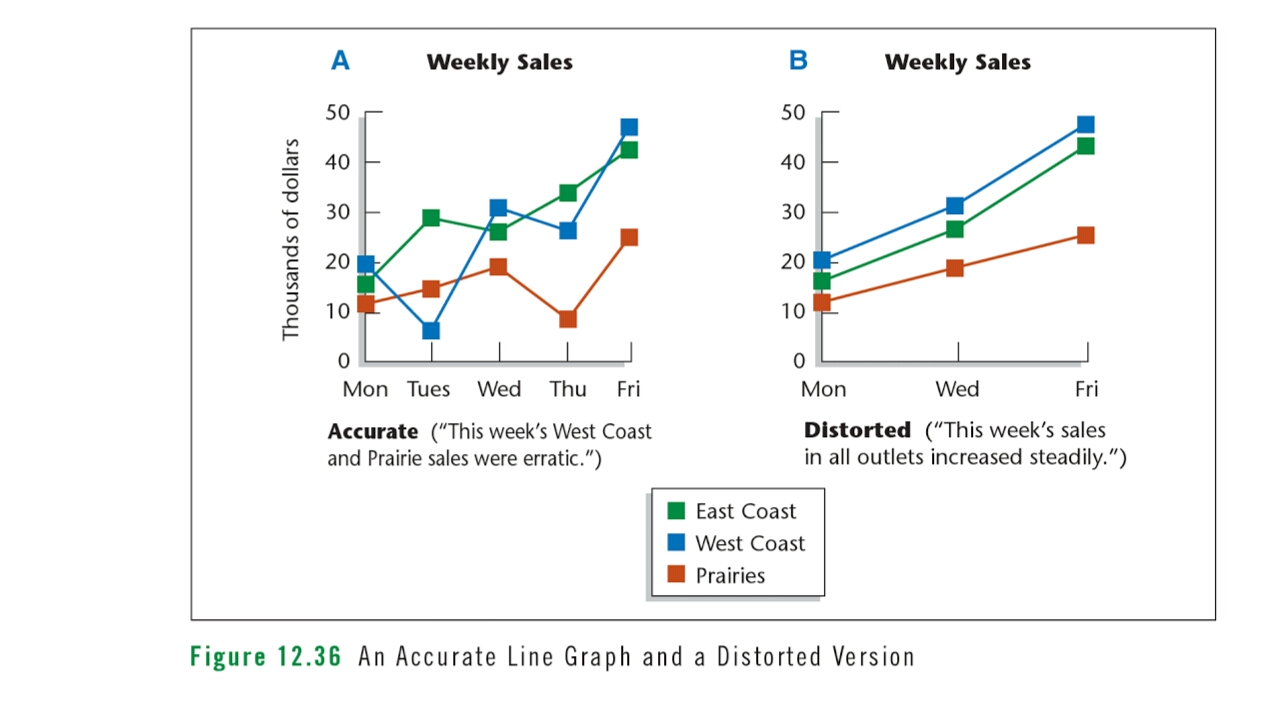 A Weekly Sales
Thousands of dollars
50
40
30
20
10
0
Mon Tues Wed Thu Fri
Accurate (“This week’s West Coast
and Prairie sales were erratic.”)
B Weekly Sales
50
40
30
20
10
0
Mon Wed Fri
Distorted (“This week’s sales
in all outlets increased steadily.”)
East Coast
West Coast
Prairies
Figure 12.36 An Accurate Line Graph and a Distorted Version